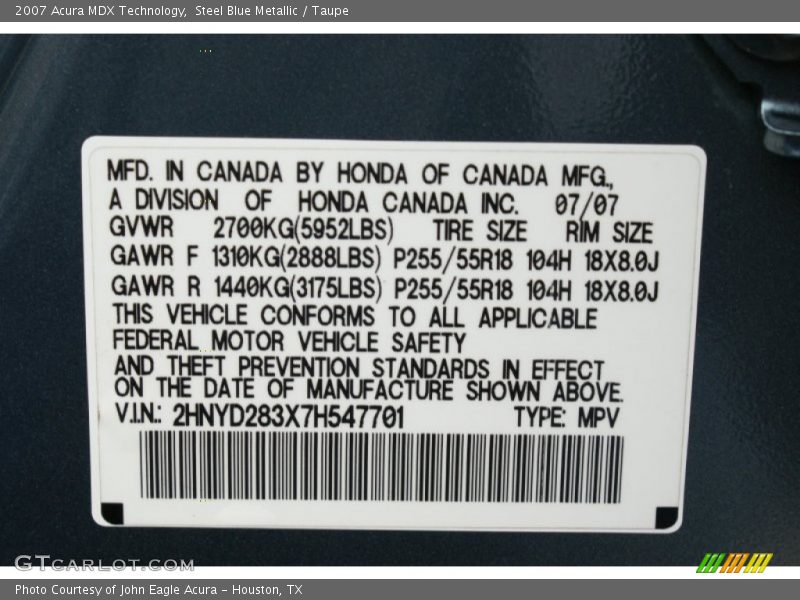 2007 Acura MDX Technology, Steel Blue Metallic / Taupe
MFD. IN CANADA BY HONDA OF CANADA MFG.,
A DIVISION OF HONDA CANADA INC. 07/07
GVWR 2700KG(5952LBS) TIRE SIZE RIM SIZE
GAWR F 1310KG(2888LBS) P255/55R18 104H 18X8.0J
GAWR R 1440KG(3175LBS) P255/55R18 104H 18X8.0J
THIS VEHICLE CONFORMS TO ALL APPLICABLE
FEDERAL MOTOR VEHICLE SAFETY
AND THEFT PREVENTION STANDARDS IN EFFECT
ON THE DATE OF MANUFACTURE SHOWN ABOVE.
V.I.N.: 2HNYD283X7H547701 TYPE: MPV
GTCARLOT.COM
Photo Courtesy of John Eagle Acura - Houston, TX